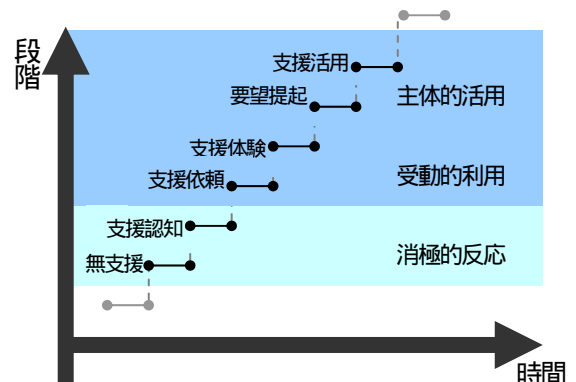 段階
支援活用
要望提起
主体的活用
支援体験
支援依頼
受動的利用
支援認知
無支援
消極的反応
時間